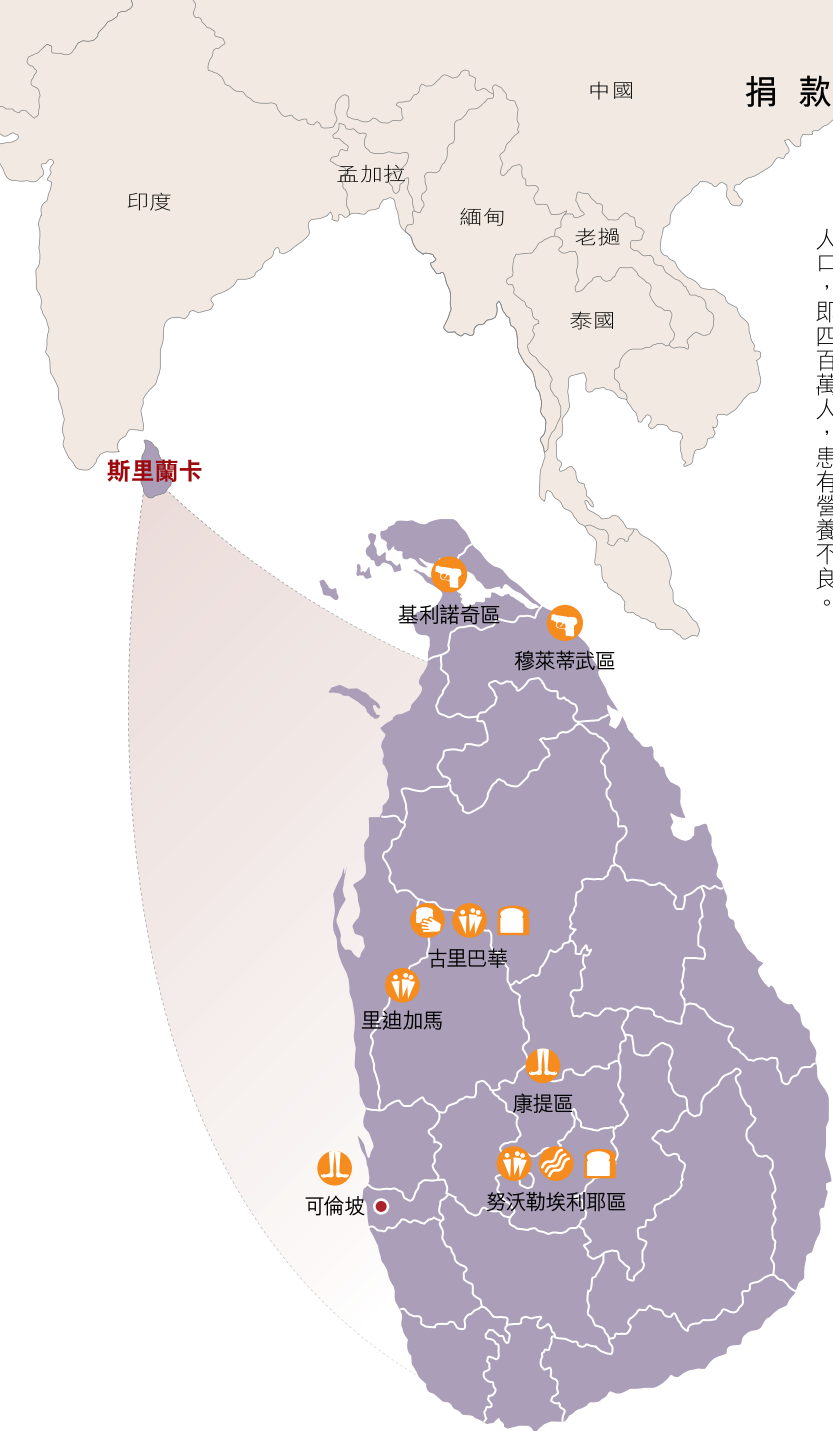 捐款
中國
孟加拉
印度
緬甸
老撾
泰國
人口，即四百萬人，患有營養不良。
斯里蘭卡
基利諾奇區
穆萊蒂武區
古里巴華
里迪加馬
康提區
努沃勒埃利耶區
可倫坡